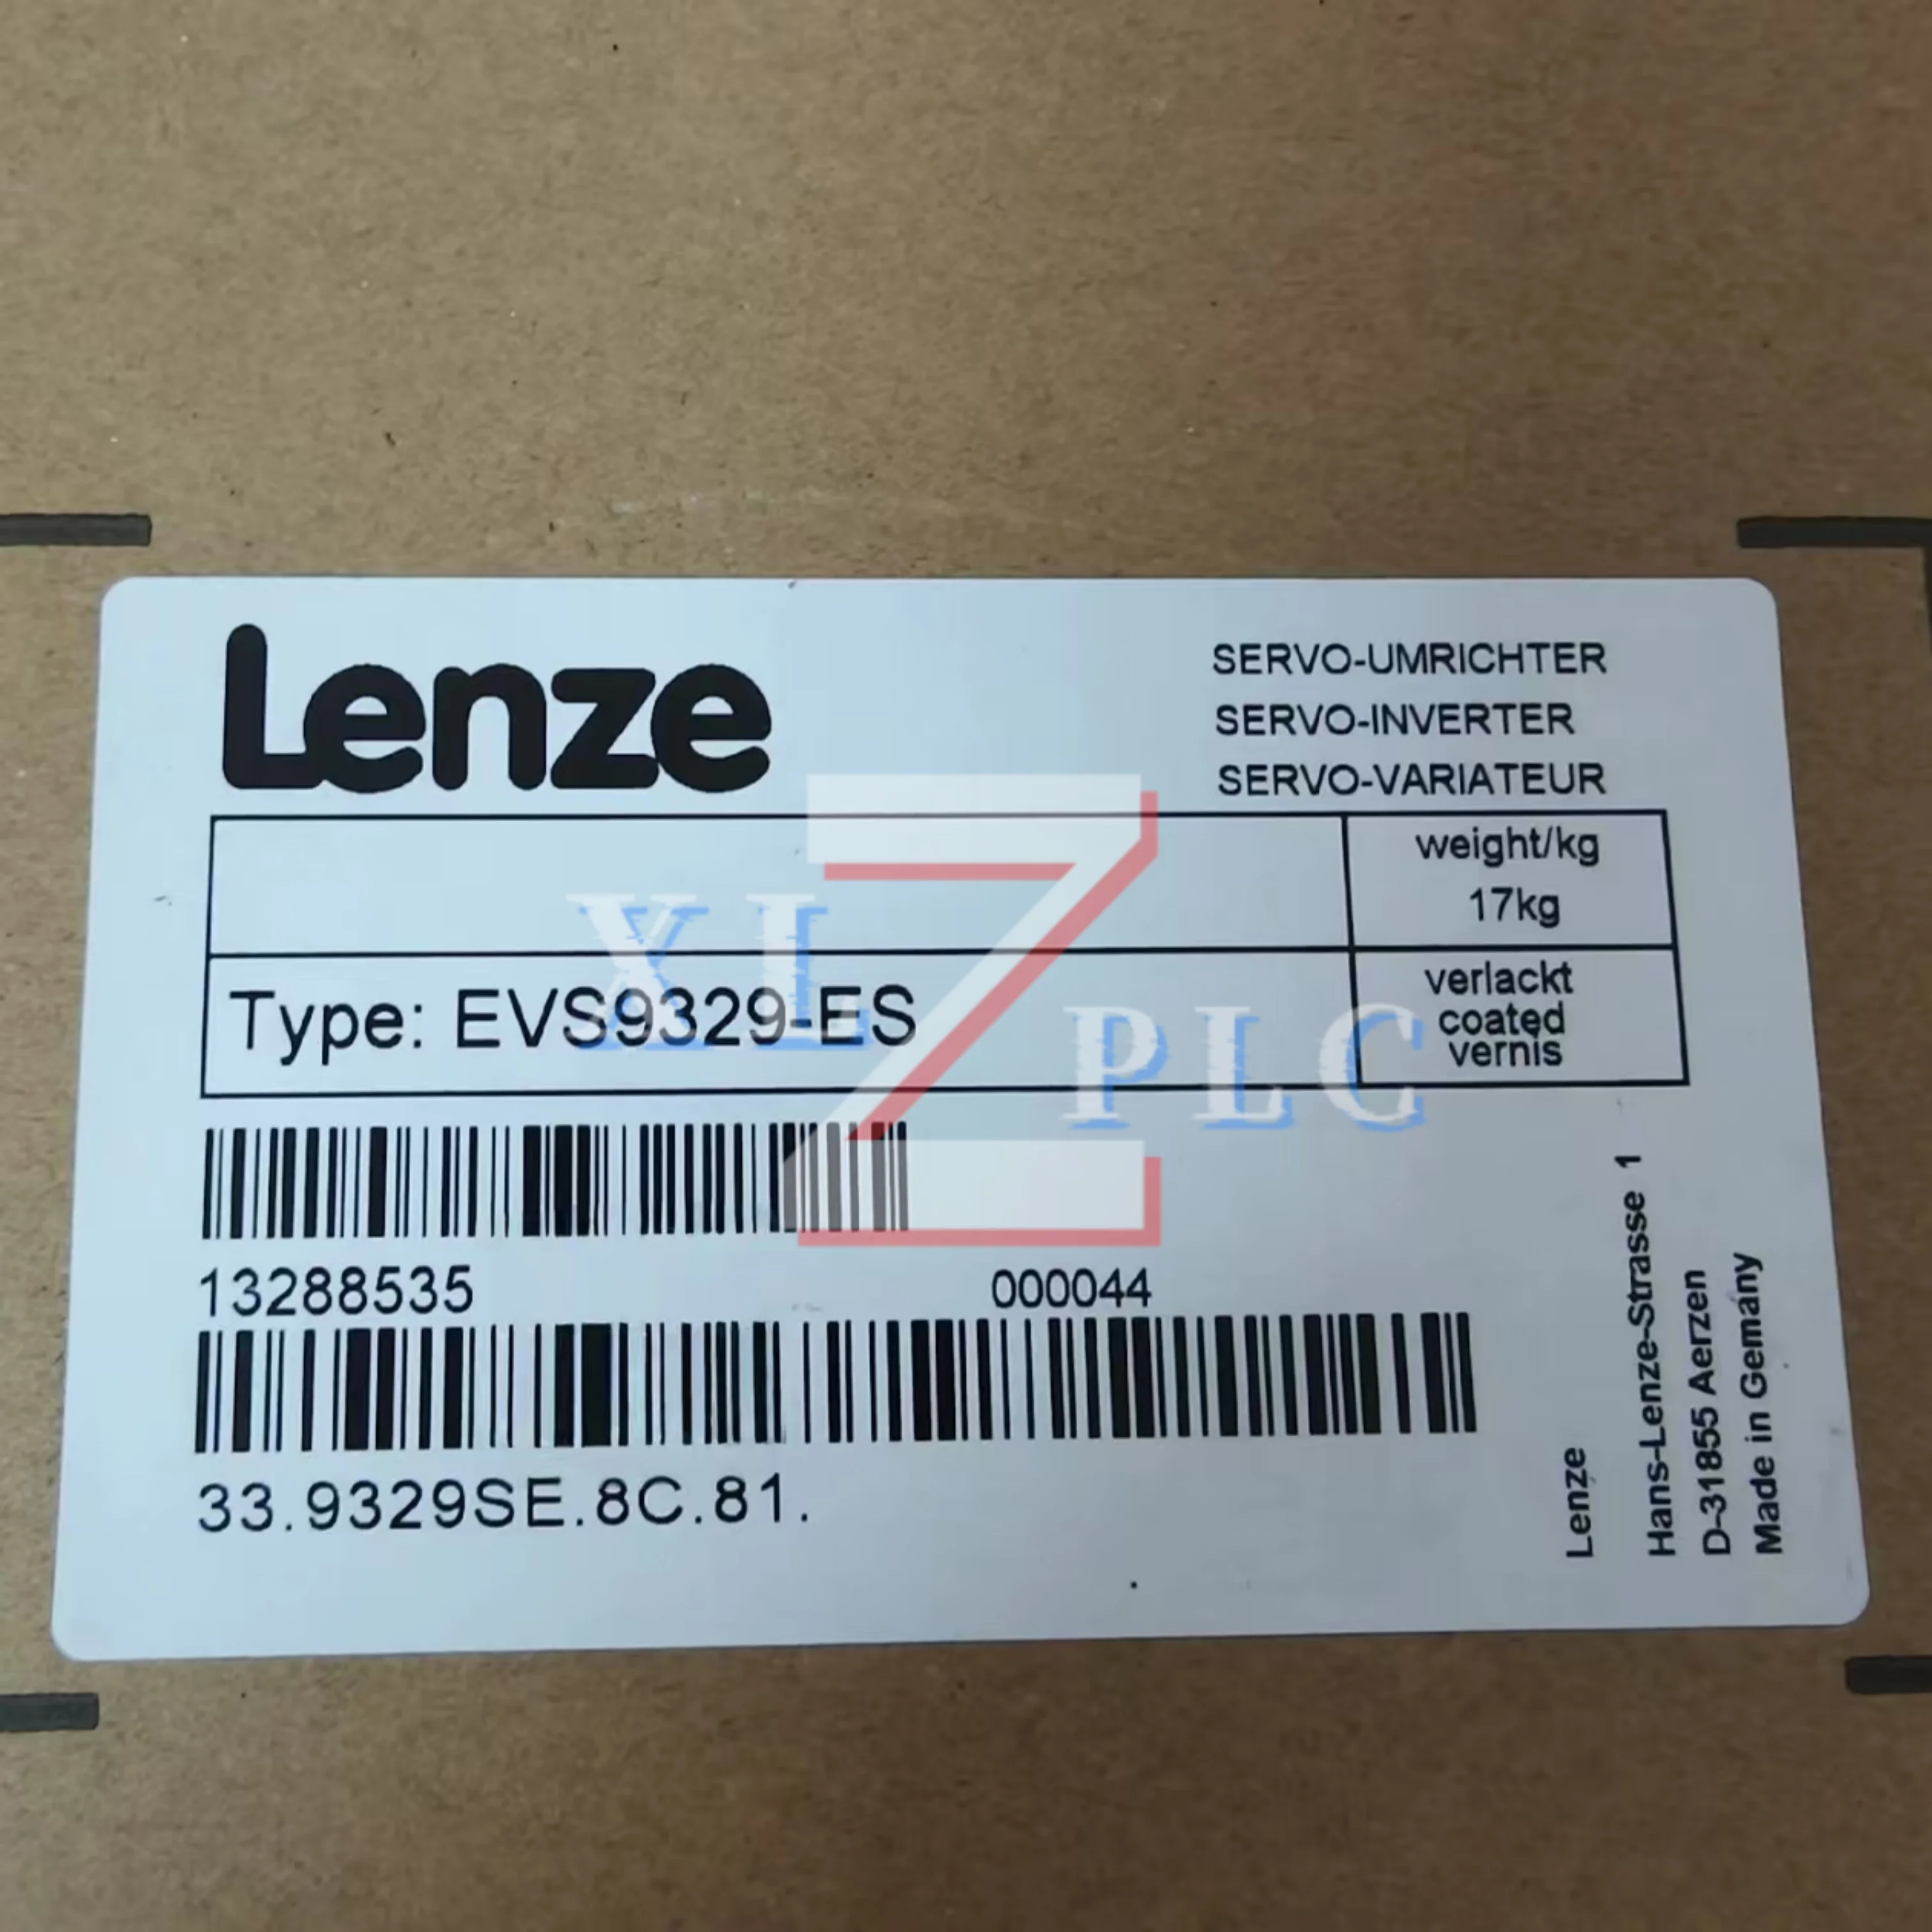 Lenze
SERVO-UMRICHTER
SERVO-INVERTER
SERVO-VARIATEUR
weight/kg
17kg
Type: EVS9329-ES
verlackt
coated
vernis
XL Z PLC
13288535
000044
33.9329SE.8C.81.
Lenze
Hans-Lenze-Strasse 1
D-31855 Aerzen
Made in Gemany